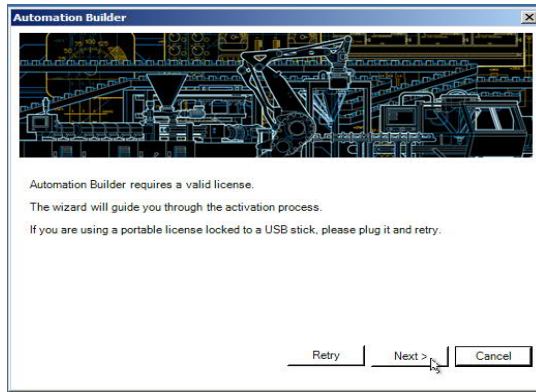 Automation Builder
Automation Builder requires a valid license.
The wizard will guide you through the activation process.
If you are using a portable license locked to a USB stick, please plug it and retry.
Retry
Next >
Cancel